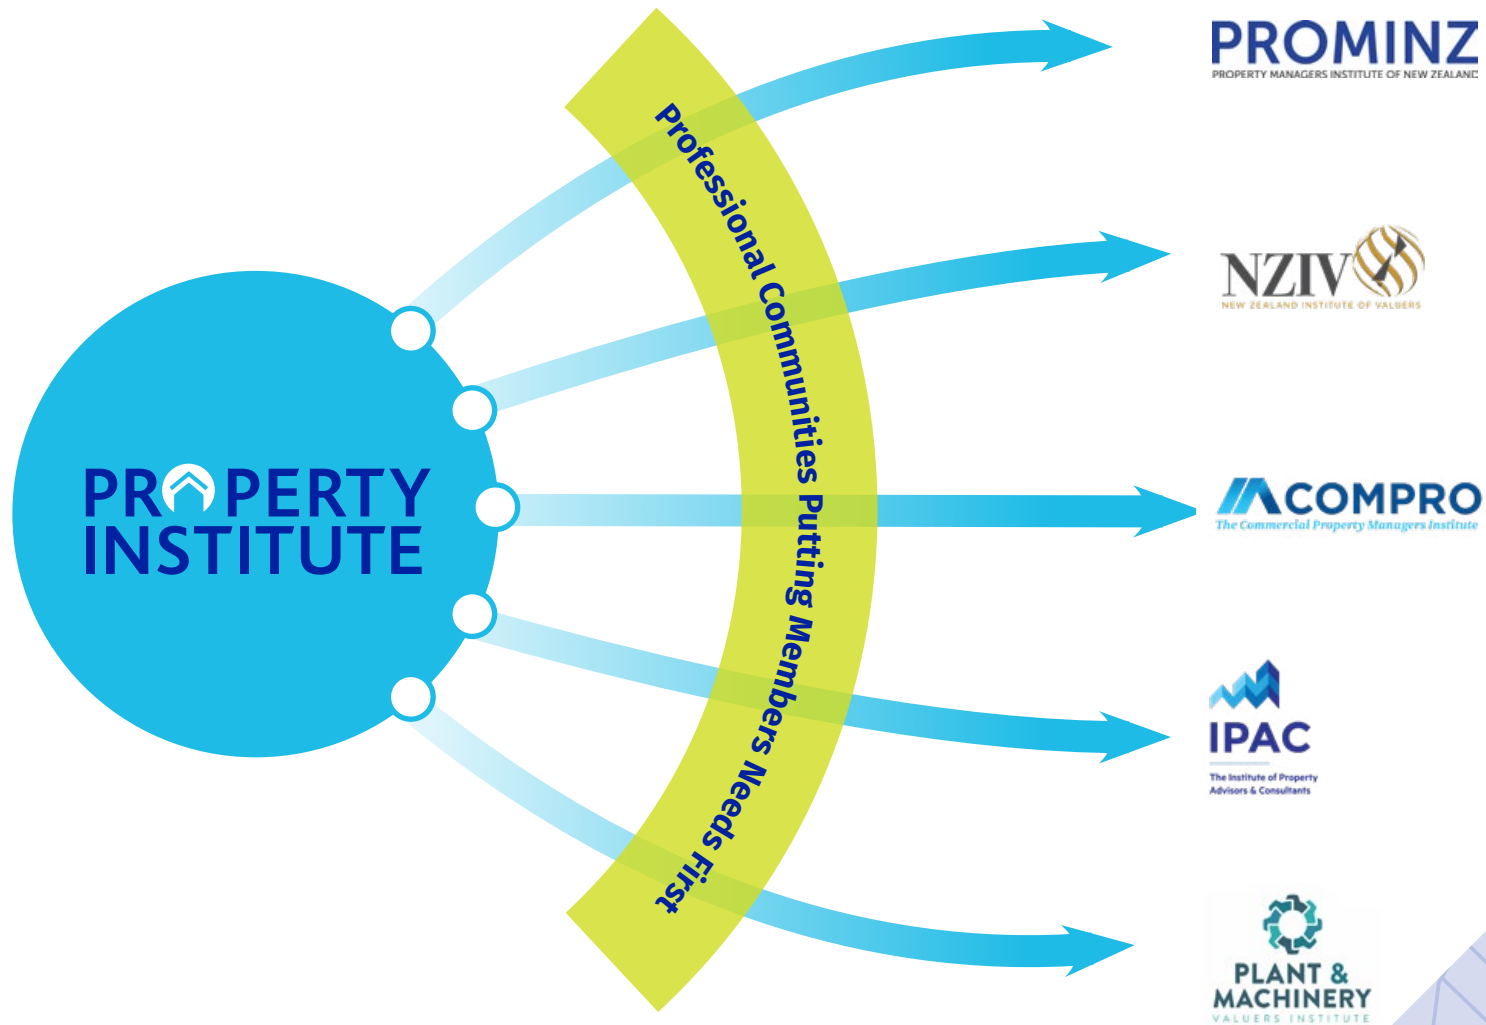 PROPERTY
INSTITUTE
Professional Communities Putting Members Needs First
PROMINZ
PROPERTY MANAGERS INSTITUTE OF NEW ZEALAND
NZIV
NEW ZEALAND INSTITUTE OF VALUERS
COMPRO
The Commercial Property Managers Institute
IPAC
The Institute of Property
Advisors & Consultants
PLANT &
MACHINERY
VALUERS INSTITUTE